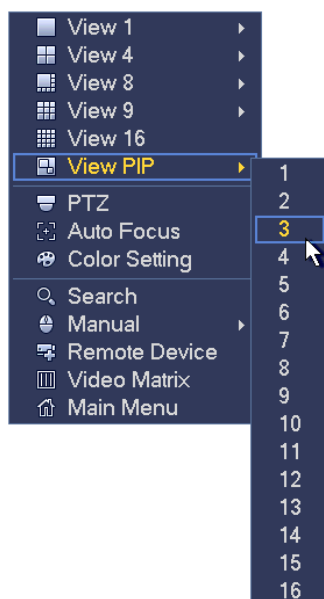 View 1
View 4
View 8
View 9
View 16
View PIP
PTZ
Auto Focus
Color Setting
Search
Manual
Remote Device
Video Matrix
Main Menu
1
2
3
4
5
6
7
8
9
10
11
12
13
14
15
16